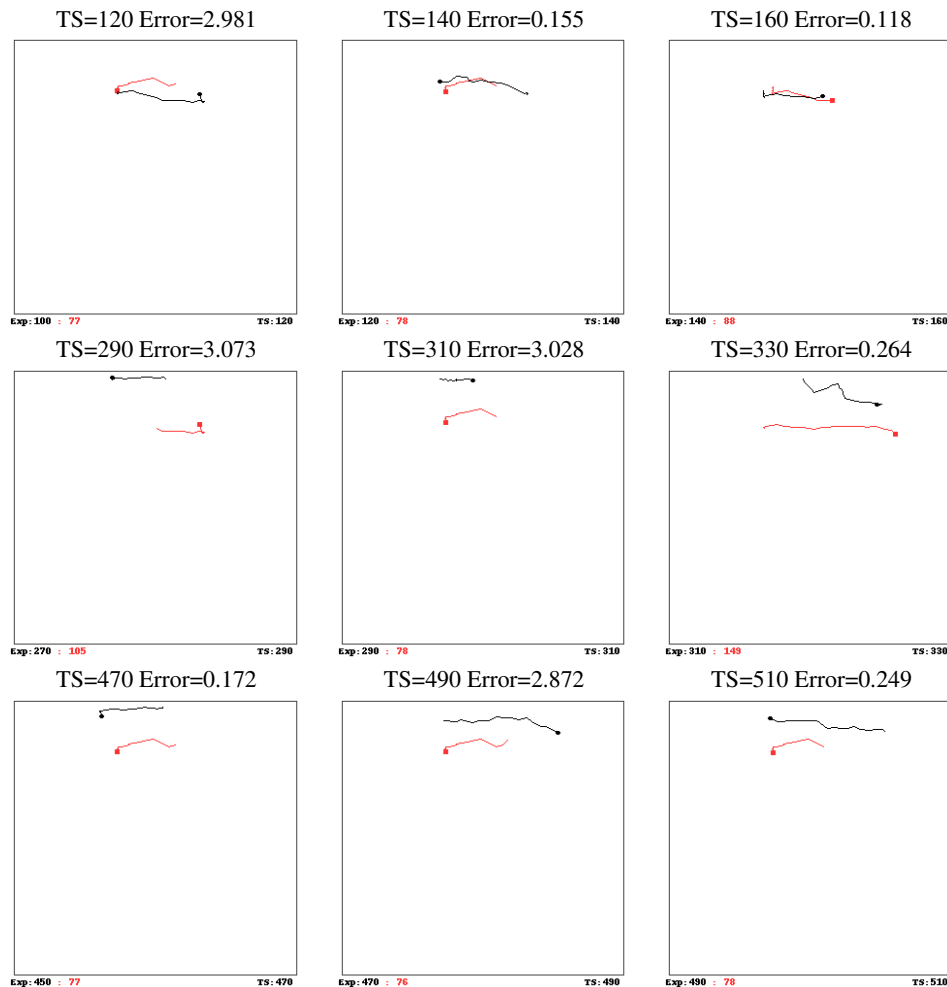 TS=120 Error=2.981
TS=140 Error=0.155
TS=160 Error=0.118
Exp:100 : 77
TS:120
Exp:120 : 78
TS:140
Exp:140 : 88
TS:160
TS=290 Error=3.073
TS=310 Error=3.028
TS=330 Error=0.264
Exp:270 : 105
TS:290
Exp:290 : 78
TS:310
Exp:310 : 149
TS:330
TS=470 Error=0.172
TS=490 Error=2.872
TS=510 Error=0.249
Exp:450 : 77
TS:470
Exp:470 : 76
TS:490
Exp:490 : 78
TS:510